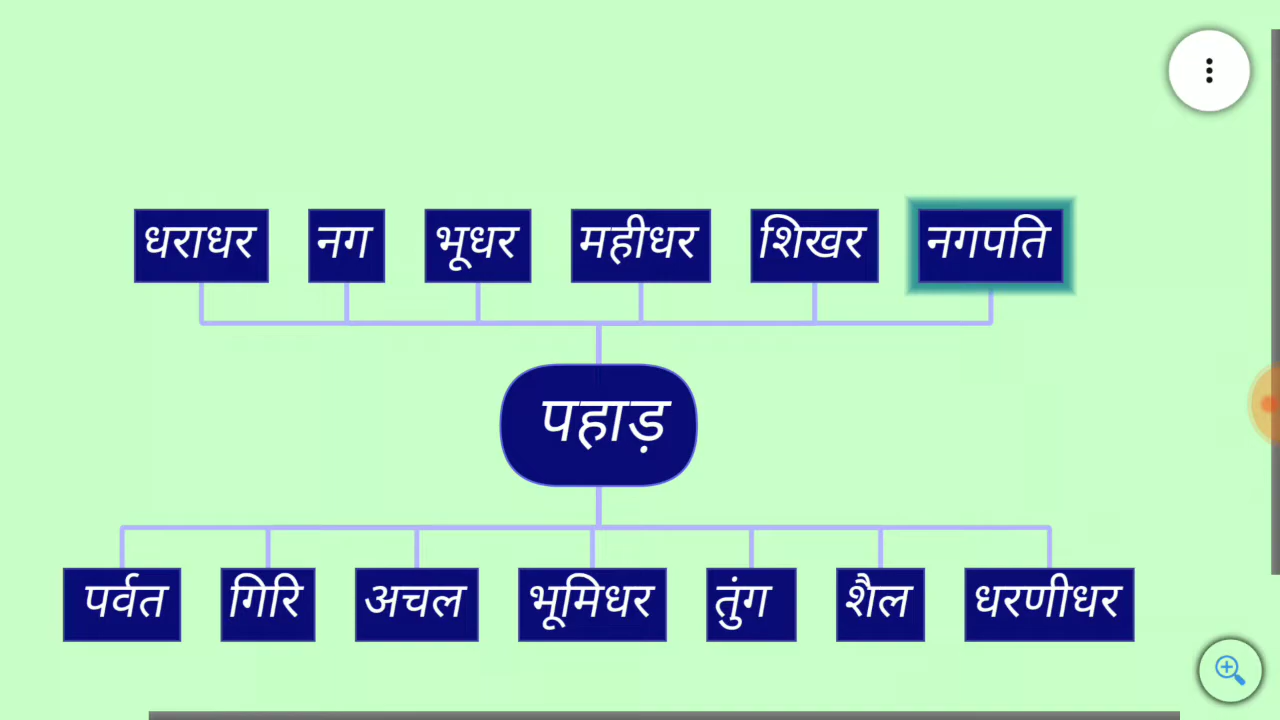 धराधर नग भूधर महीधर शिखर नगपति
पहाड़
पर्वत गिरि अचल भूमिधर तुंग शैल धरणीधर